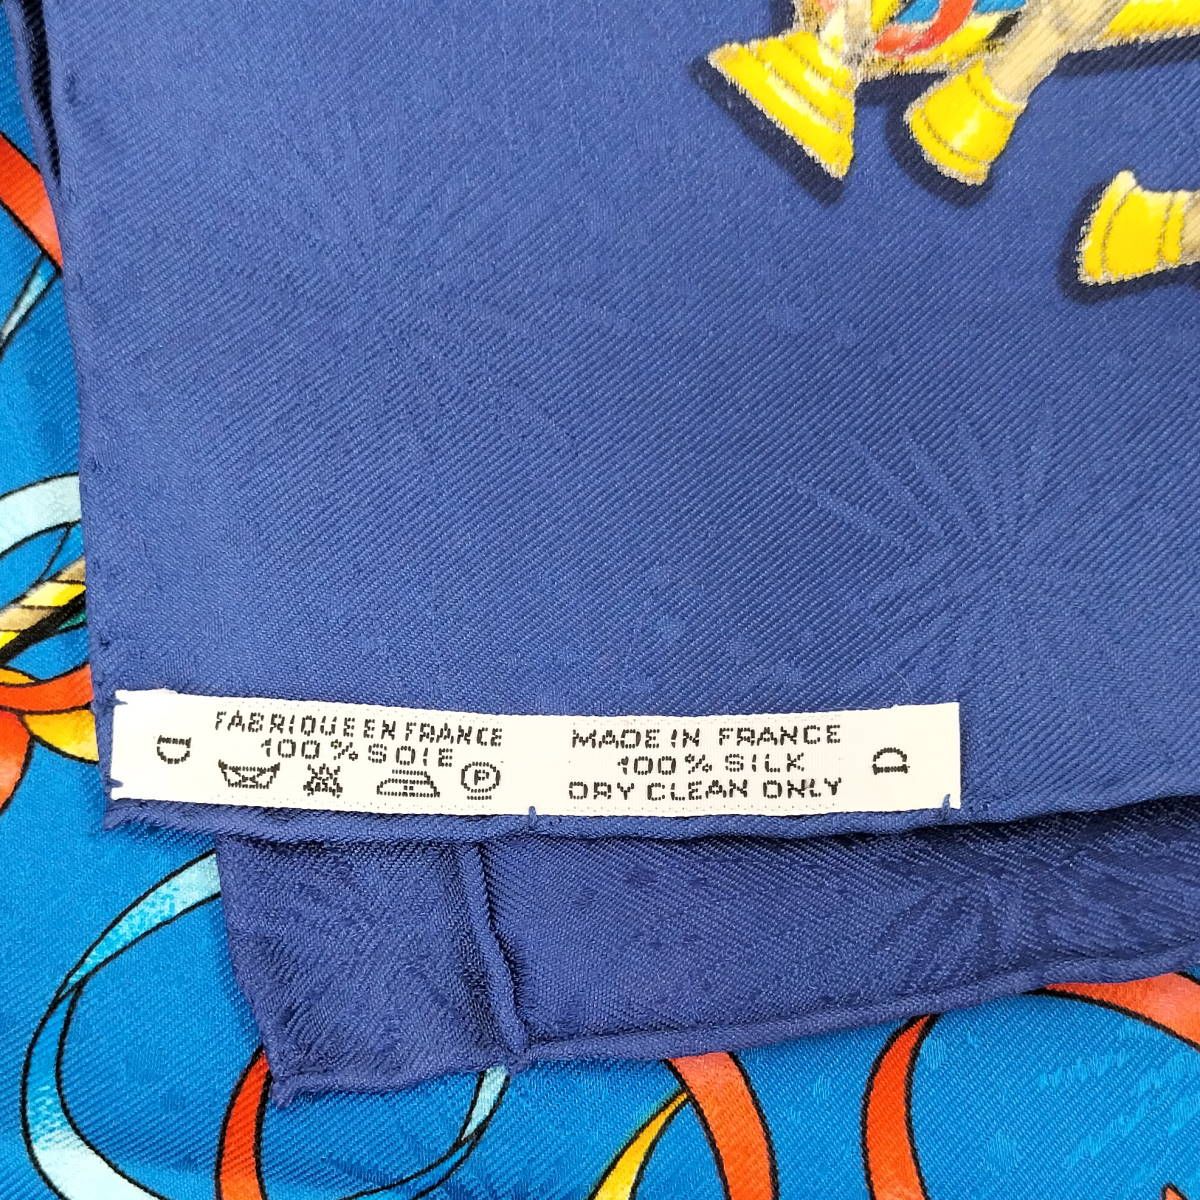 D
FABRIQUE EN FRANCE
100% SOIE
P
MADE IN FRANCE
100% SILK
DRY CLEAN ONLY
D